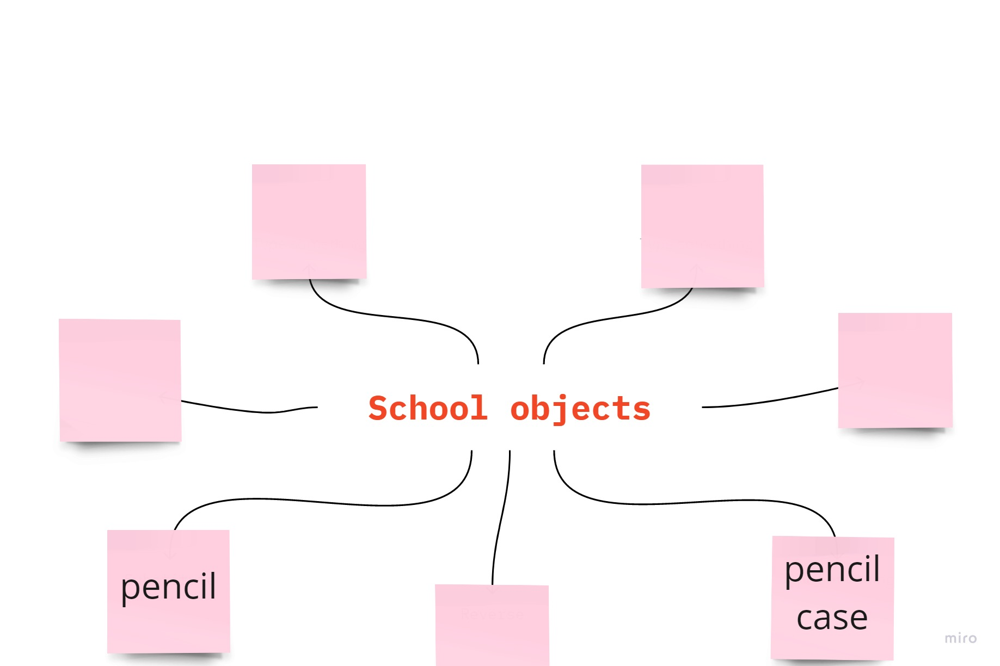 School objects
pencil
pencil
case
miro